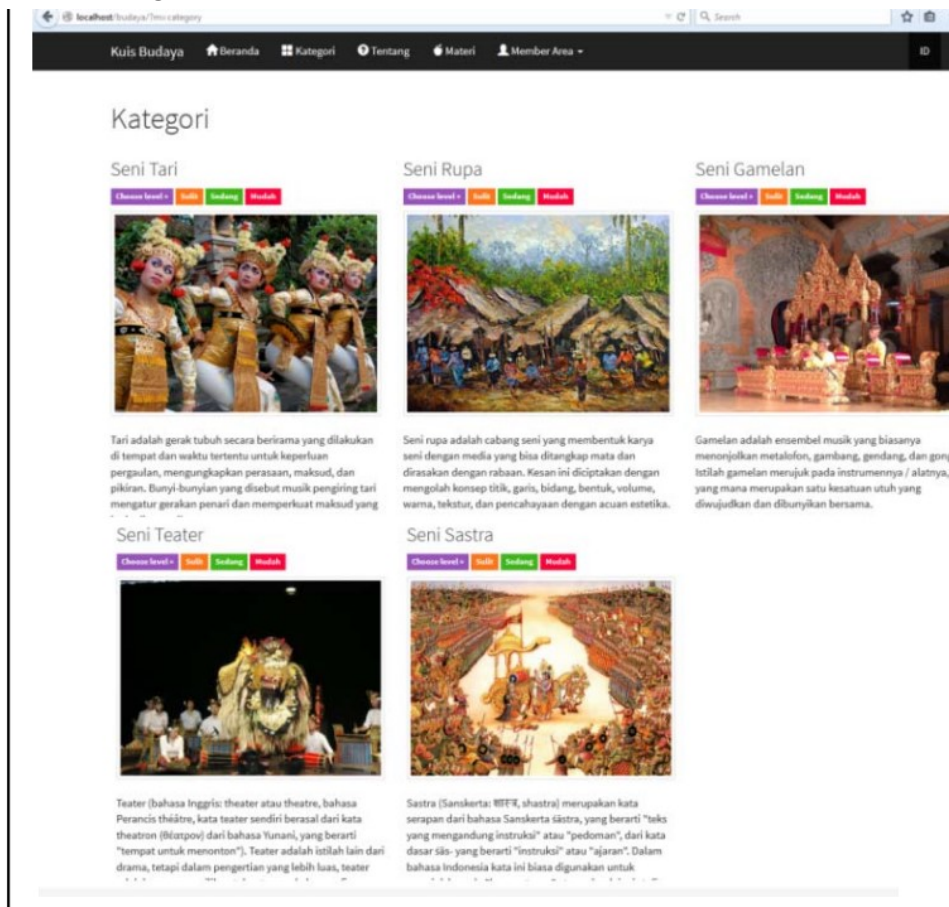 localhost/budaya/?mu=category
Search
Kuis Budaya Beranda Kategori Tentang Materi Member Area ID
Kategori
Seni Tari
Choose level » Sulit Sedang Mudah
Tari adalah gerak tubuh secara berirama yang dilakukan
di tempat dan waktu tertentu untuk keperluan
pergaulan, mengungkapkan perasaan, maksud, dan
pikiran. Bunyi-bunyian yang disebut musik pengiring tari
mengatur gerakan penari dan memperkuat maksud yang
Seni Rupa
Choose level » Sulit Sedang Mudah
Seni rupa adalah cabang seni yang membentuk karya
seni dengan media yang bisa ditangkap mata dan
dirasakan dengan rabaan. Kesan ini diciptakan dengan
mengolah konsep titik, garis, bidang, bentuk, volume,
warna, tekstur, dan pencahayaan dengan acuan estetika.
Seni Gamelan
Choose level » Sulit Sedang Mudah
Gamelan adalah ensembel musik yang biasanya
menonjolkan metalofon, gambang, gendang, dan gong
Istilah gamelan merujuk pada instrumennya / alatnya,
yang mana merupakan satu kesatuan utuh yang
diwujudkan dan dibunyikan bersama.
Seni Teater
Choose level » Sulit Sedang Mudah
Teater (bahasa Inggris: theater atau theatre, bahasa
Perancis théâtre, kata teater sendiri berasal dari kata
theatron (θέατρον) dari bahasa Yunani, yang berarti
"tempat untuk menonton"). Teater adalah istilah lain dari
drama, tetapi dalam pengertian yang lebih luas, teater
Seni Sastra
Choose level » Sulit Sedang Mudah
Sastra (Sanskerta: shastra) merupakan kata
serapan dari bahasa Sanskerta śāstra, yang berarti "teks
yang mengandung instruksi" atau "pedoman", dari kata
dasar śās- yang berarti "instruksi" atau "ajaran". Dalam
bahasa Indonesia kata ini biasa digunakan untuk